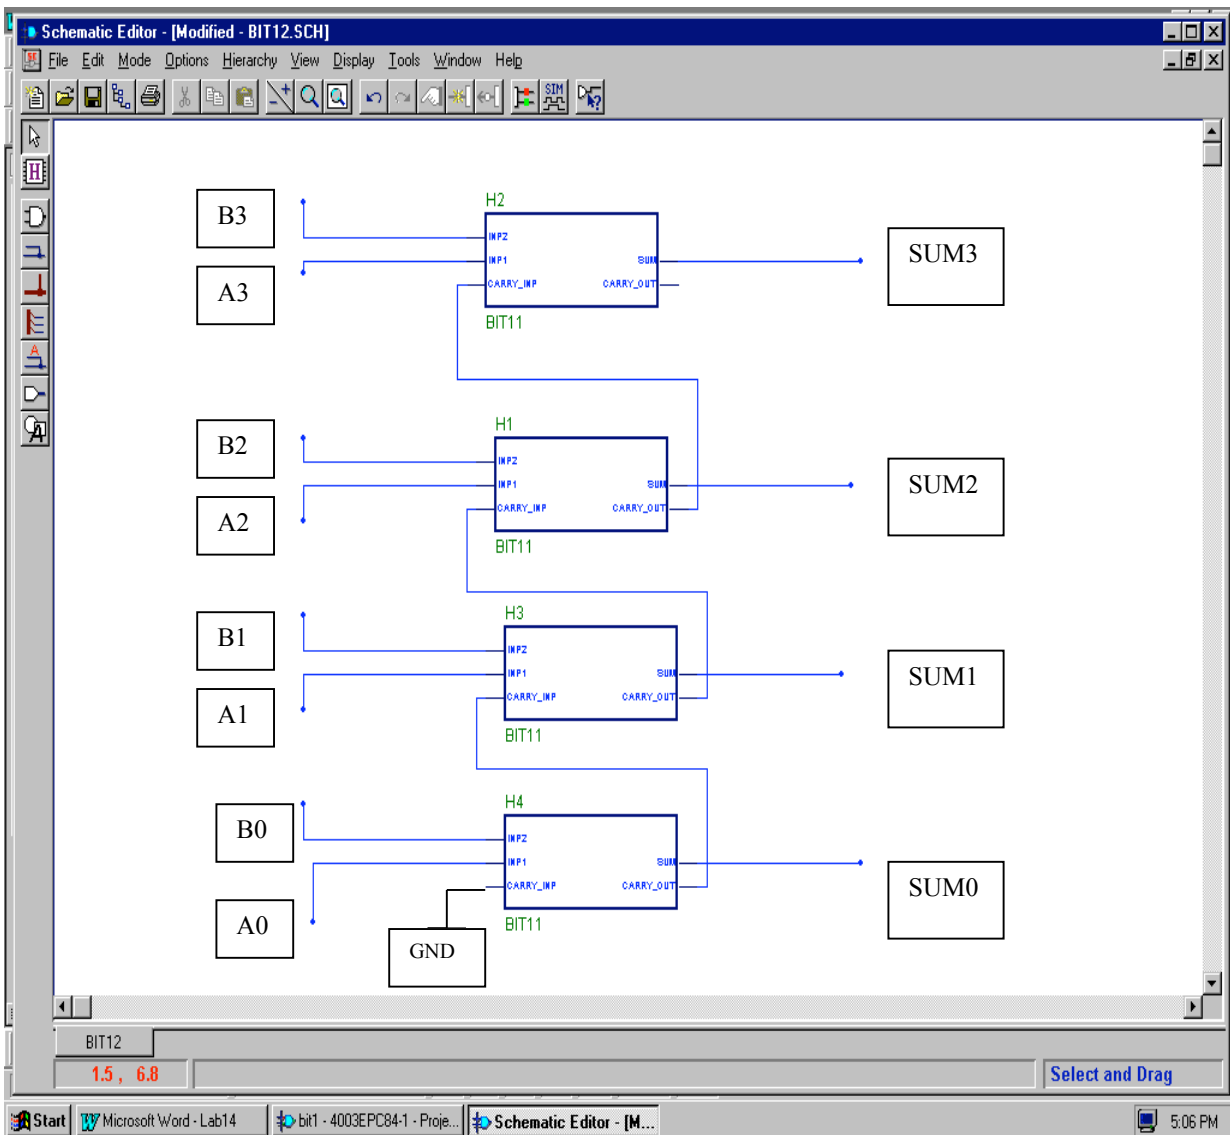 Schematic Editor - [Modified - BIT12.SCH]
File Edit Mode Options Hierarchy View Display Tools Window Help
SIM
H
A
A
B3
A3
H2
INP2
INP1
CARRY_INP
SUM
CARRY_OUT
BIT11
SUM3
B2
A2
H1
INP2
INP1
CARRY_INP
SUM
CARRY_OUT
BIT11
SUM2
B1
A1
H3
INP2
INP1
CARRY_INP
SUM
CARRY_OUT
BIT11
SUM1
B0
A0
H4
INP2
INP1
CARRY_INP
SUM
CARRY_OUT
BIT11
GND
SUM0
BIT12
1.5 , 6.8
Select and Drag
Start
Microsoft Word - Lab14
bit1 - 4003EPC84-1 - Proje...
Schematic Editor - [M...
5:06 PM